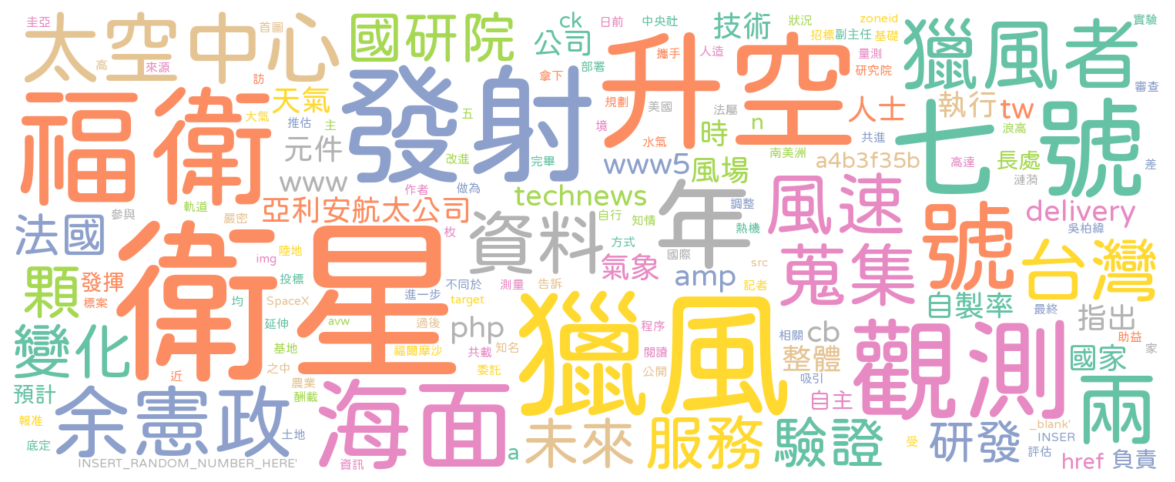 圭亞
首圖
ck
日前
中央社
技術
狀況
zoneid
實驗
太空中心
國研院
公司
招標
副主任
基礎
高
來源
部署
攜手
人造
量測
獵風者
訪
拿下
研究院
審查
福衛
天氣
發射
升空
規劃
美國
法屬
人士
執行
tw
大氣
五
時
n
浪高
推估
主
境
水氣
共進
七號
元件
改進
完畢
南美洲
www5
風場
a4b3f35b
高達
長處
差
www
作者
做為
technews
漣漪
軌道
亞利安航太公司
枚
年
調整
風速
delivery
參與
嚴密
自行
知情
法國
資料
熱機
吳柏緯
號
陸地
方式
國際
衛星
img
氣象
蒐集
台灣
顆
發揮
投標
不同於
測量
告訴
amp
src
記者
標案
均
SpaceX
進一步
target
自製率
最終
獵風
延伸
avw
過後
php
程序
相關
cb
指出
觀測
變化
基地
福爾摩沙
共載
知名
閱讀
助益
之中
委託
公開
整體
國家
家
近
吸引
預計
農業
酬載
海面
自主
兩
余憲政
報准
土地
未來
服務
驗證
研發
_blank'
受
INSER
底定
a
評估
INSERT_RANDOM_NUMBER_HERE'
資訊
href
負責